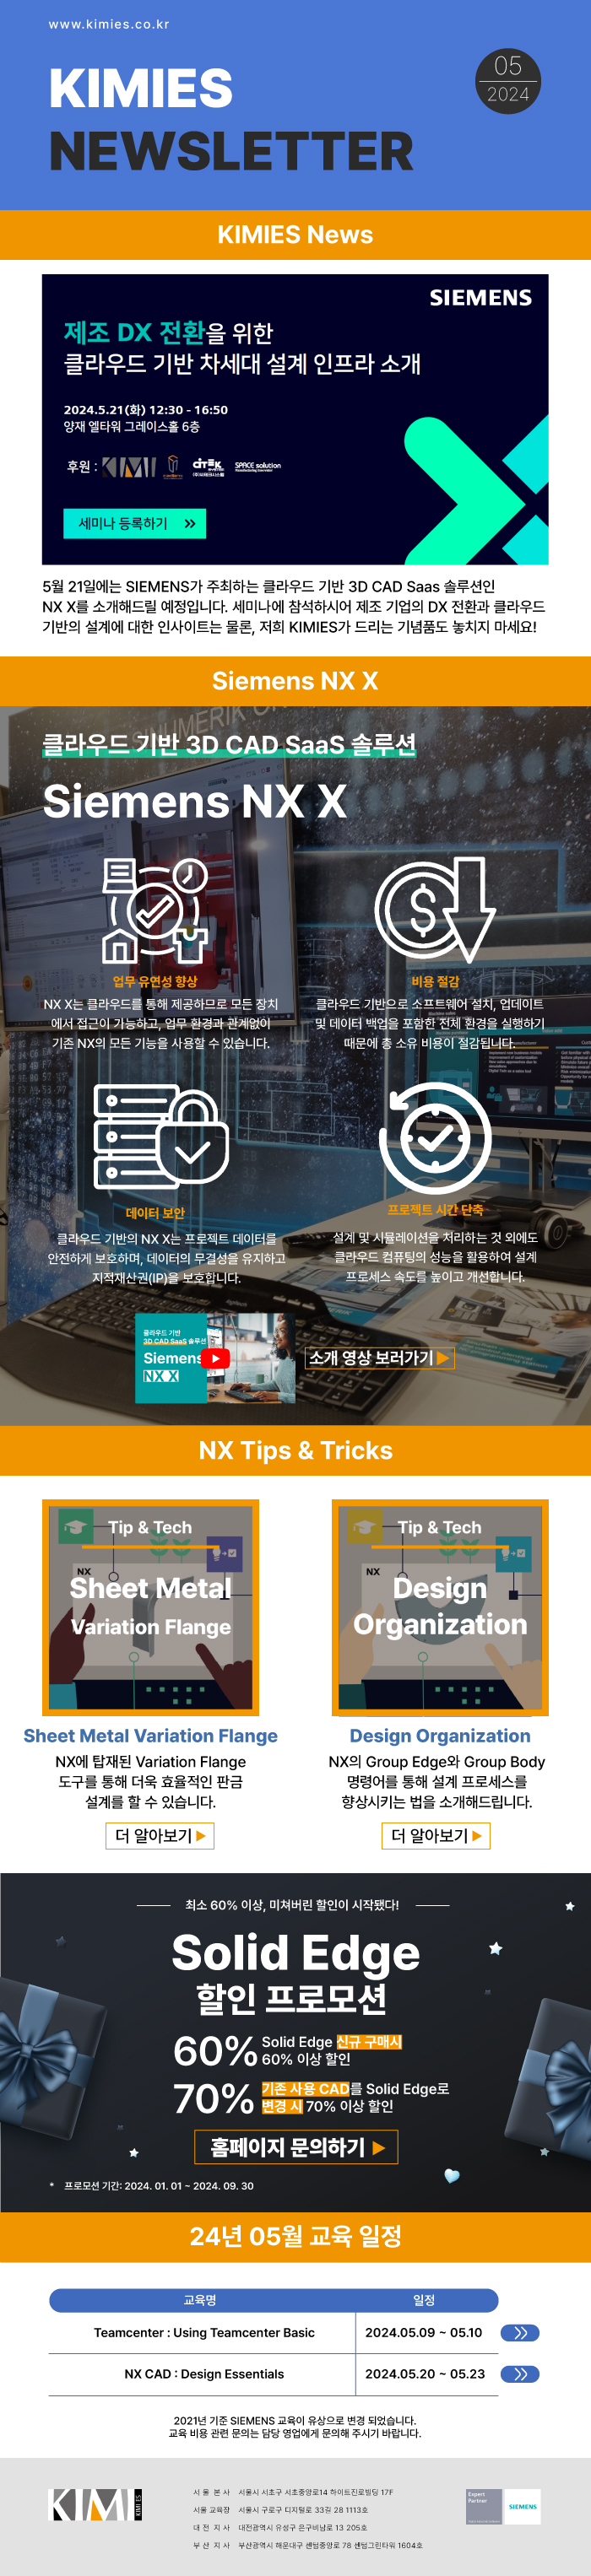 www.kimies.co.kr
KIMIES
NEWSLETTER
05
2024
KIMIES News
SIEMENS
제조 DX 전환을 위한
클라우드 기반 차세대 설계 인프라 소개
2024.5.21(화) 12:30 - 16:50
양재 엘타워 그레이스홀 6층
후원 : KIMI CITEK SPACE solution
세미나 등록하기 »
5월 21일에는 SIEMENS가 주최하는 클라우드 기반 3D CAD Saas 솔루션인
NX X를 소개해드릴 예정입니다. 세미나에 참석하시어 제조 기업의 DX 전환과 클라우드
기반의 설계에 대한 인사이트는 물론, 저희 KIMIES가 드리는 기념품도 놓치지 마세요!
Siemens NX X
클라우드 기반 3D CAD SaaS 솔루션
Siemens NX X
업무 유연성 향상
NX X는 클라우드를 통해 제공하므로 모든 장치
에서 접근이 가능하고, 업무 환경과 관계없이
기존 NX의 모든 기능을 사용할 수 있습니다.
비용 절감
클라우드 기반으로 소프트웨어 설치, 업데이트
및 데이터 백업을 포함한 전체 환경을 실행하기
때문에 총 소유 비용이 절감됩니다.
데이터 보안
클라우드 기반의 NX X는 프로젝트 데이터를
안전하게 보호하며, 데이터의 무결성을 유지하고
지적재산권(IP)을 보호합니다.
프로젝트 시간 단축
설계 및 시뮬레이션을 처리하는 것 외에도
클라우드 컴퓨팅의 성능을 활용하여 설계
프로세스 속도를 높이고 개선합니다.
클라우드 기반
3D CAD SaaS 솔루션
Siemens
NX X
소개 영상 보러가기 ▶
NX Tips & Tricks
Tip & Tech
NX
Sheet Metal
Variation Flange
Tip & Tech
NX
Design
Organization
Sheet Metal Variation Flange
NX에 탑재된 Variation Flange
도구를 통해 더욱 효율적인 판금
설계를 할 수 있습니다.
더 알아보기 ▶
Design Organization
NX의 Group Edge와 Group Body
명령어를 통해 설계 프로세스를
향상시키는 법을 소개해드립니다.
더 알아보기 ▶
최소 60% 이상, 미쳐버린 할인이 시작됐다!
Solid Edge
할인 프로모션
60% Solid Edge 신규 구매시
60% 이상 할인
70% 기존 사용 CAD를 Solid Edge로
변경 시 70% 이상 할인
홈페이지 문의하기 ▶
* 프로모션 기간: 2024. 01. 01 ~ 2024. 09. 30
24년 05월 교육 일정
교육명 일정
Teamcenter : Using Teamcenter Basic 2024.05.09 ~ 05.10
NX CAD : Design Essentials 2024.05.20 ~ 05.23
2021년 기준 SIEMENS 교육이 유상으로 변경 되었습니다.
교육 비용 관련 문의는 담당 영업에게 문의해 주시기 바랍니다.
KIMI KIMIES
서울 본사 서울시 서초구 서초중앙로14 하이트진로빌딩 17F
서울 교육장 서울시 구로구 디지털로 33길 28 1113호
대전 지사 대전광역시 유성구 은구비남로 13 205호
부산 지사 부산광역시 해운대구 센텀중앙로 78 센텀그린타워 1604호
Expert
Partner
SIEMENS